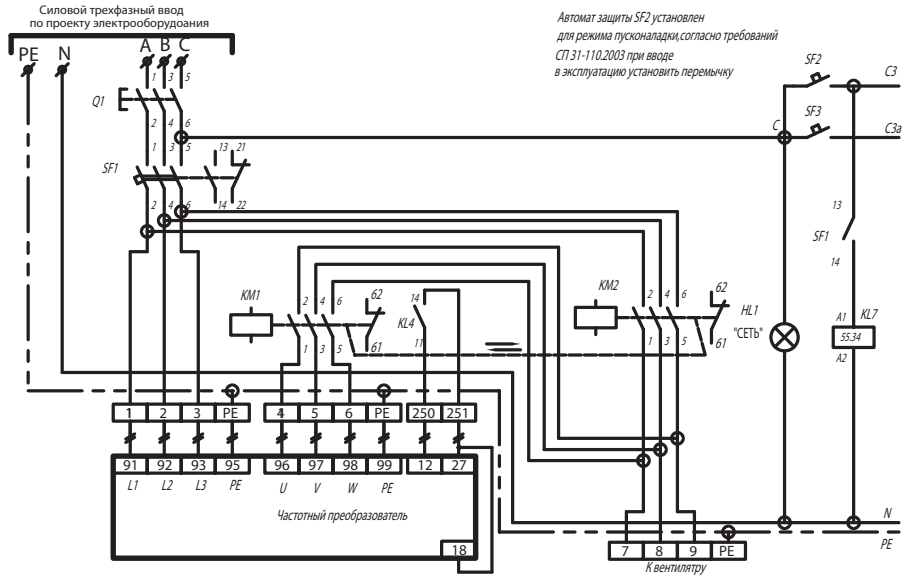 Силовой трехфазный ввод
по проекту электрооборудоания
Автомат защиты SF2 установлен
для режима пусконаладки,согласно требований
СП 31-110.2003 при вводе
в эксплуатацию установить перемычку
PE N A B C
1 3 5
Q1
2 4 6
SF2 C3
C SF3 C3a
1 3 5 13 21
SF1
2 4 6 14 22
13
SF1
14
KM1 2 4 6 62
14
KL4
11
1 3 5 61
KM2 2 4 6 62
1 3 5 61
HL1
"СЕТЬ"
A1 KL7
55.34
A2
1 2 3 PE 4 5 6 PE 250 251
91 92 93 95 96 97 98 99 12 27
L1 L2 L3 PE U V W PE
Частотный преобразователь
18
N
PE
7 8 9 PE
К вентилятру